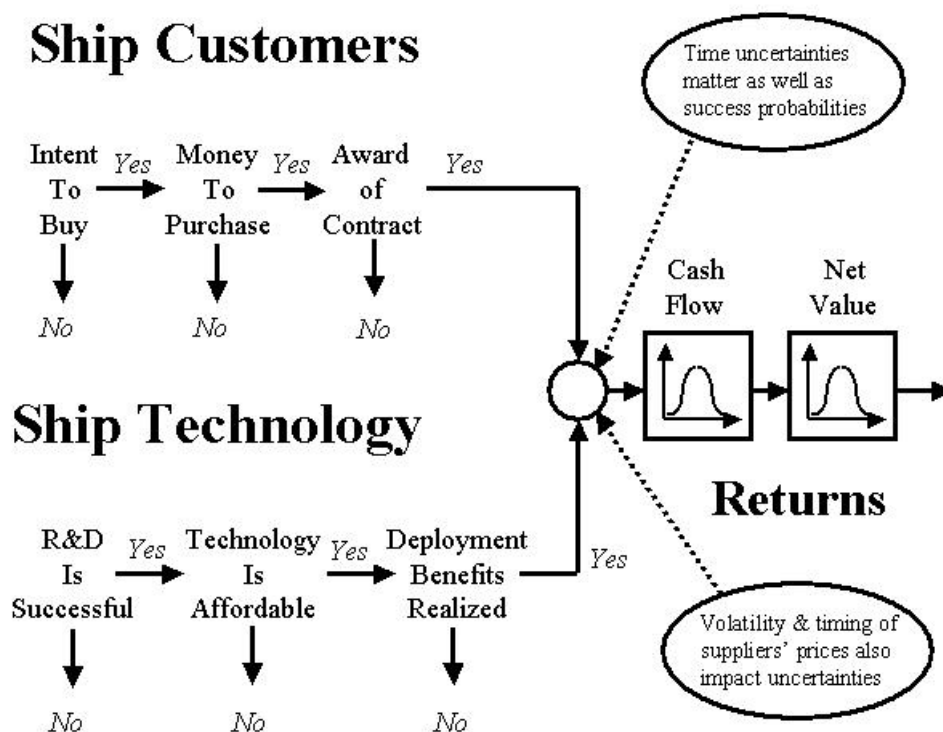 Ship Customers
Time uncertainties
matter as well as
success probabilities
Intent
To
Buy
Yes
Money
To
Purchase
Yes
Award
of
Contract
Yes
No
No
No
Cash
Flow
Net
Value
Ship Technology
Returns
R&D
Is
Successful
Yes
Technology
Is
Affordable
Yes
Deployment
Benefits
Realized
Yes
No
No
No
Volatility & timing of
suppliers’ prices also
impact uncertainties